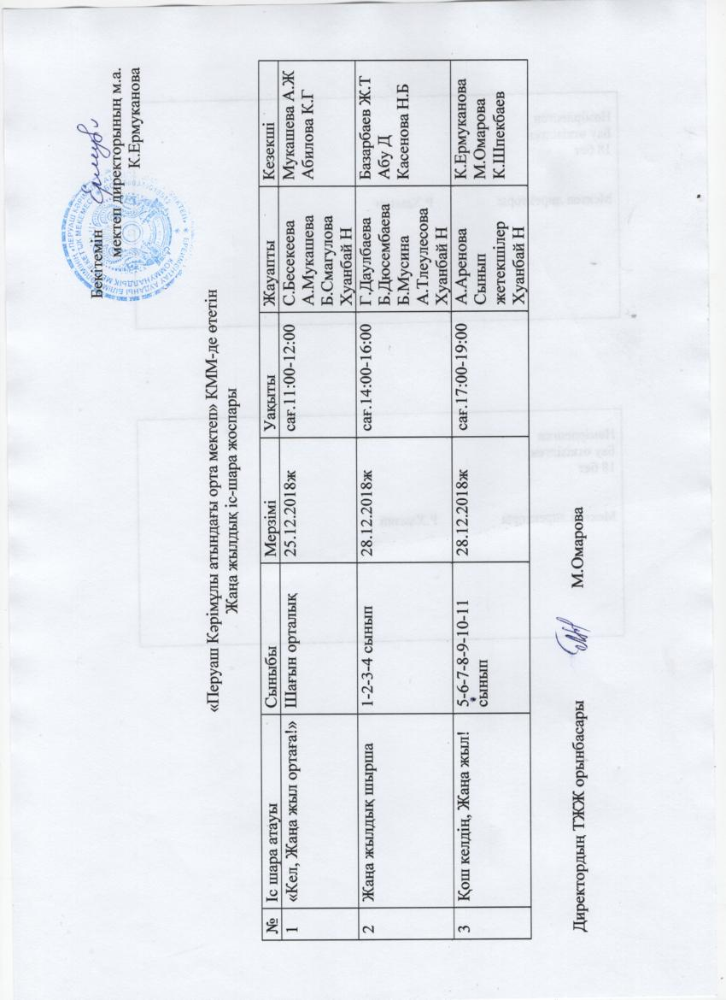 Бекітемін
мектеп директорының м.а.
К.Ермуканова
«Перуаш Кәрімұлы атындағы орта мектеп» КММ-де өтетін
Жаңа жылдық іс-шара жоспары
№ Іс шара атауы Сыныбы Мерзімі Уақыты Жауапты Кезекші
1 «Кел, Жаңа жыл ортаға!» Шағын орталық 25.12.2018ж сағ.11:00-12:00 С.Бесекеева Мукашева А.Ж
А.Мукашева Абилова К.Г
Б.Смагулова
Хуанбай Н
2 Жаңа жылдық шырша 1-2-3-4 сынып 28.12.2018ж сағ.14:00-16:00 Г.Даулбаева Базарбаев Ж.Т
Б.Дюсембаева Абу Д
Б.Мусина Касенова Н.Б
А.Тлеулесова
Хуанбай Н
3 Қош келдің, Жаңа жыл! 5-6-7-8-9-10-11 28.12.2018ж сағ.17:00-19:00 А.Аренова К.Ермуканова
сынып Сынып М.Омарова
жетекшілер К.Шпекбаев
Хуанбай Н
Директордың ТЖЖ орынбасары М.Омарова